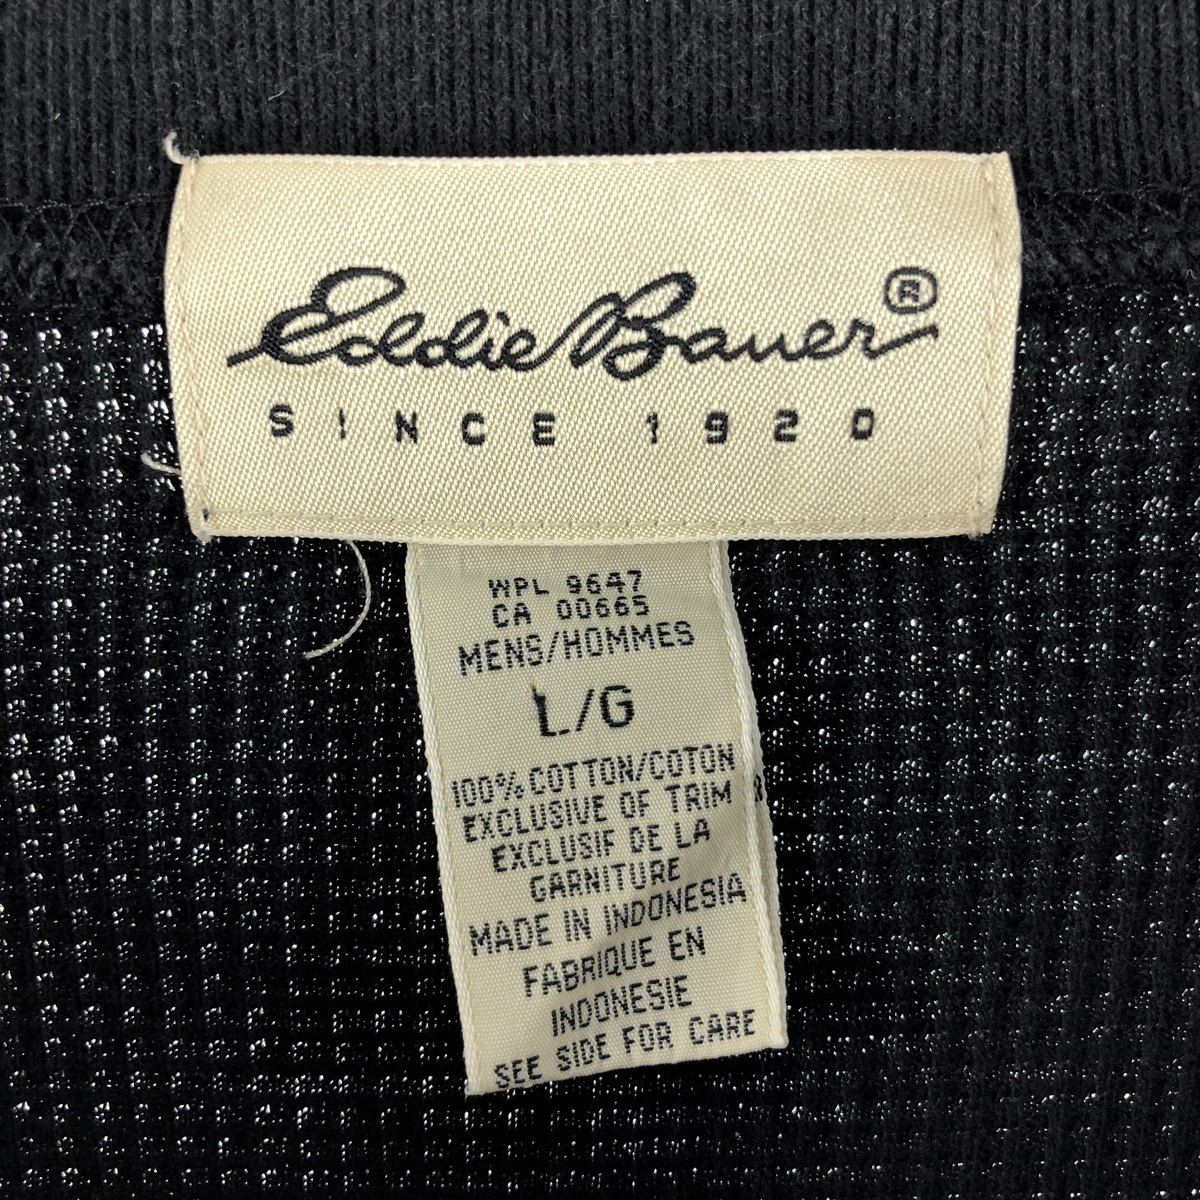 Eddie Bauer®
SINCE 1920
WPL 9647
CA 00665
MENS/HOMMES
L/G
100% COTTON/COTON
EXCLUSIVE OF TRIM
EXCLUSIF DE LA
GARNITURE
MADE IN INDONESIA
FABRIQUE EN
INDONESIE
SEE SIDE FOR CARE